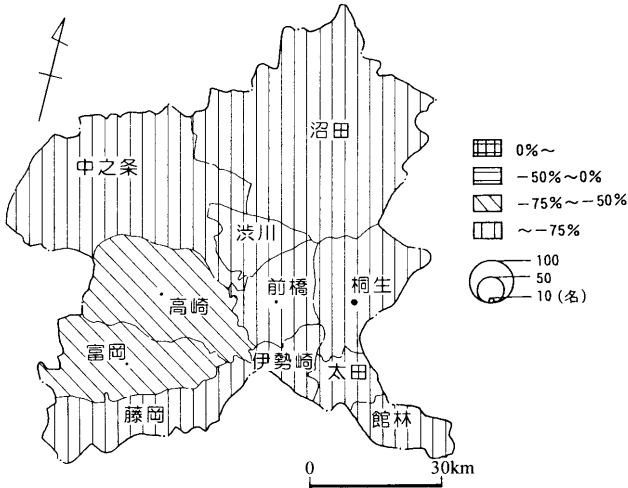 沼田
中之条
渋川
前橋
桐生
高崎
富岡
伊勢崎
太田
藤岡
館林
0%~
-50%~0%
-75%~-50%
~-75%
100
50
10(名)
0 30km